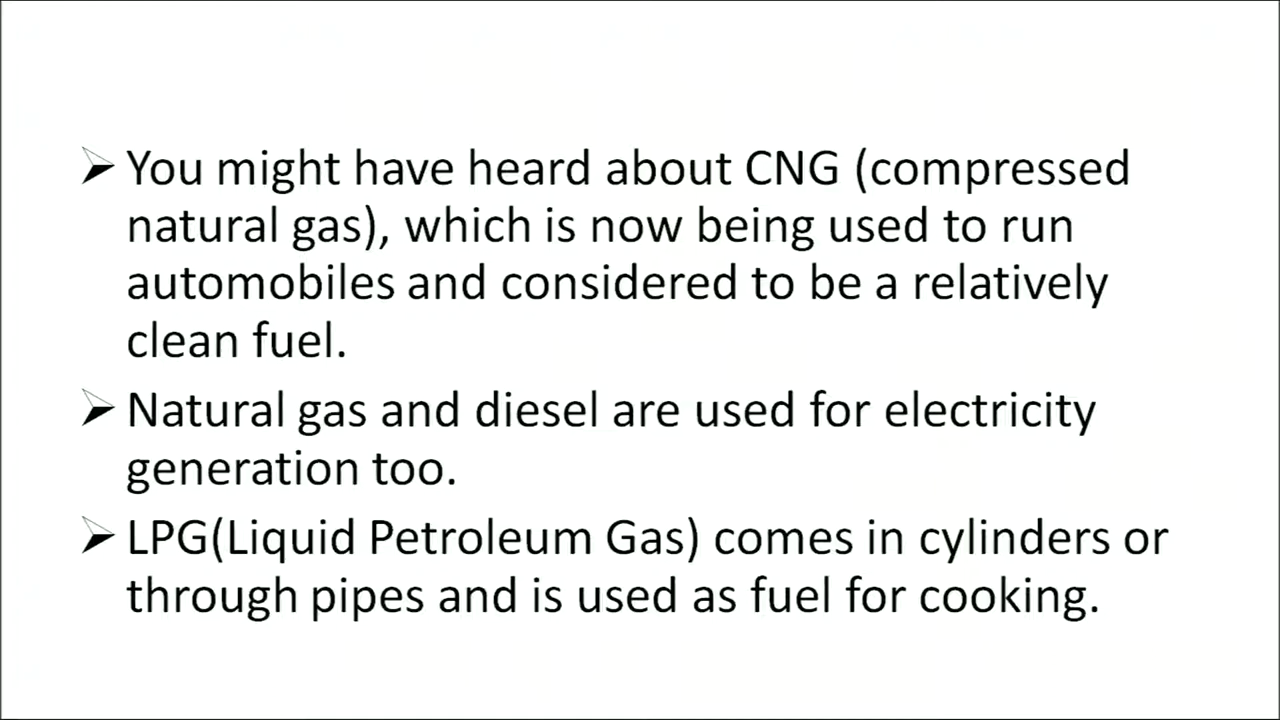 ➢ You might have heard about CNG (compressed
natural gas), which is now being used to run
automobiles and considered to be a relatively
clean fuel.
➢ Natural gas and diesel are used for electricity
generation too.
➢ LPG(Liquid Petroleum Gas) comes in cylinders or
through pipes and is used as fuel for cooking.